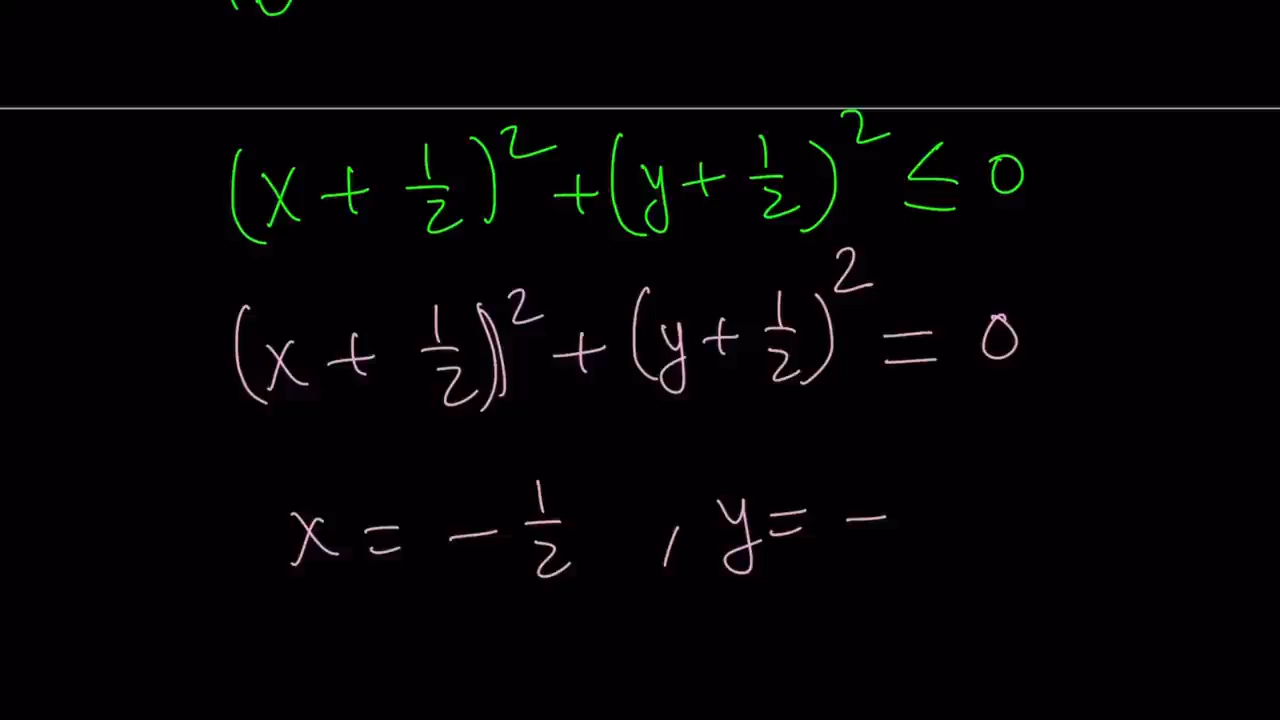 (x + 1/2)² + (y + 1/2)² ≤ 0
(x + 1/2))² + (y + 1/2)² = 0
x = - 1/2 , y = -